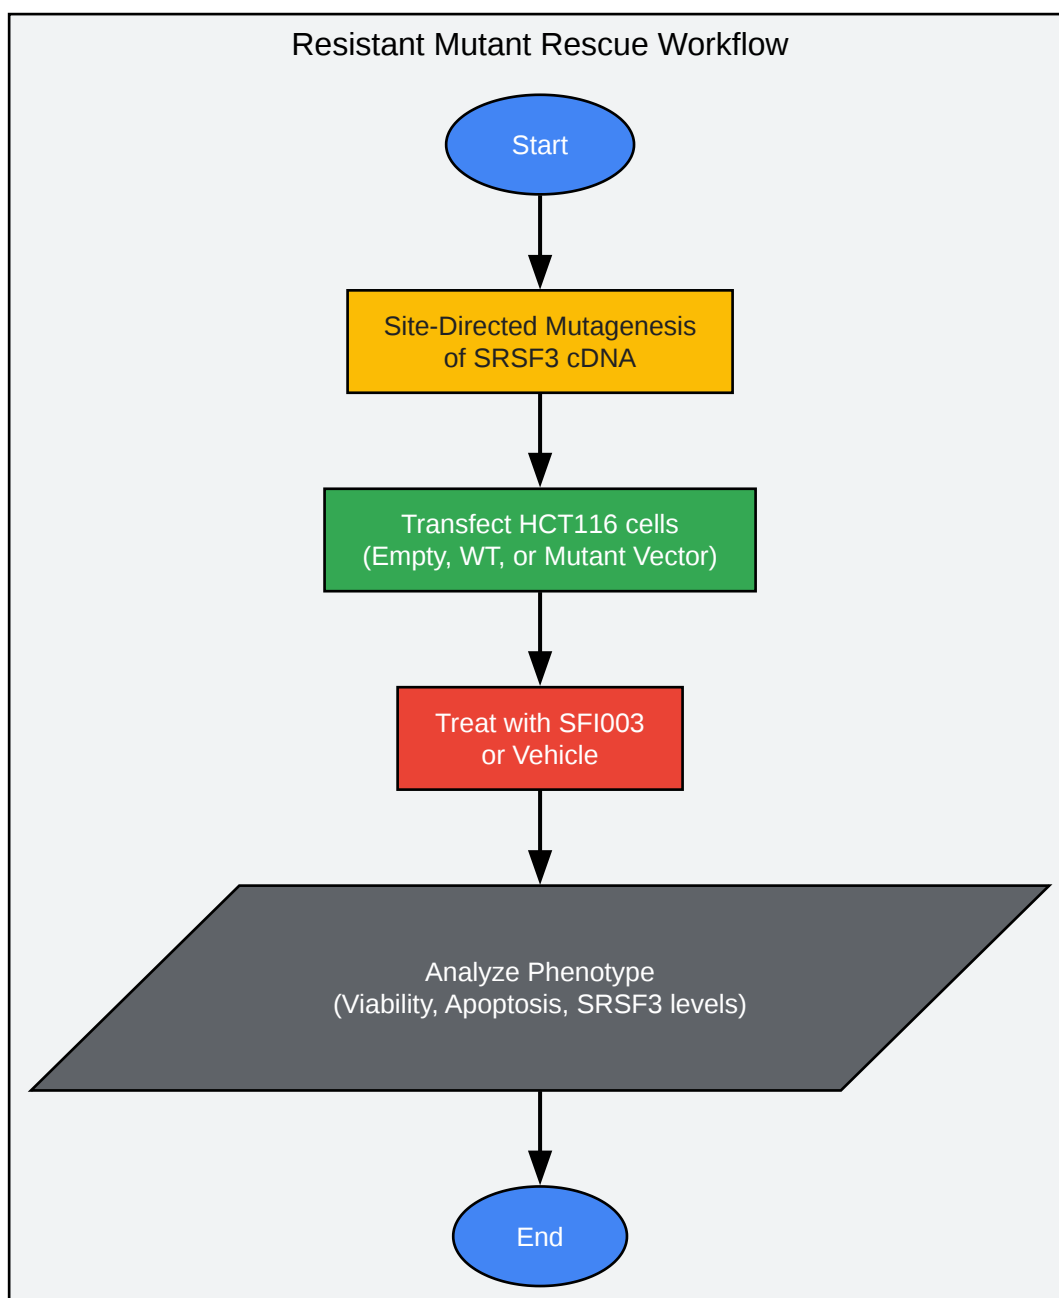 Resistant Mutant Rescue Workflow
Start
Site-Directed Mutagenesis
of SRSF3 cDNA
Transfect HCT116 cells
(Empty, WT, or Mutant Vector)
Treat with SFI003
or Vehicle
Analyze Phenotype
(Viability, Apoptosis, SRSF3 levels)
End